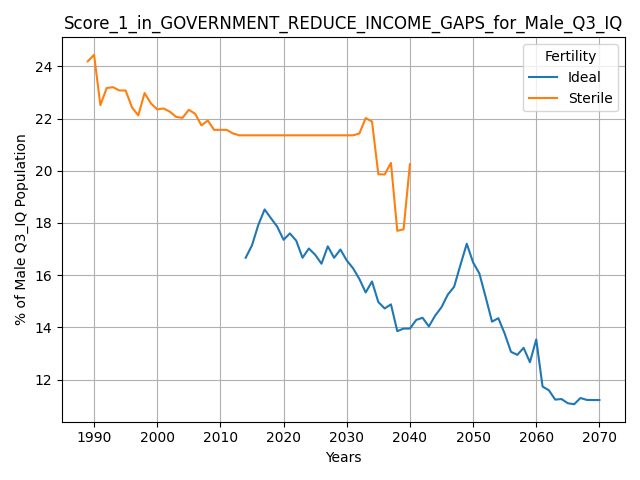 Score_1_in_GOVERNMENT_REDUCE_INCOME_GAPS_for_Male_Q3_IQ
Fertility
Ideal
Sterile
% of Male Q3_IQ Population
24
22
20
18
16
14
12
1990 2000 2010 2020 2030 2040 2050 2060 2070
Years